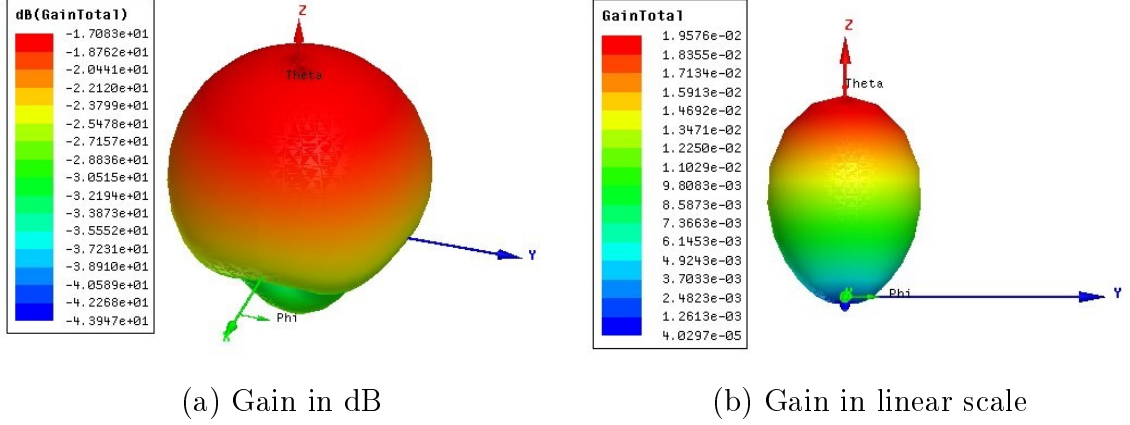 dB(GainTotal)
-1.7083e+01
-1.8762e+01
-2.0441e+01
-2.2120e+01
-2.3799e+01
-2.5478e+01
-2.7157e+01
-2.8836e+01
-3.0515e+01
-3.2194e+01
-3.3873e+01
-3.5552e+01
-3.7231e+01
-3.8910e+01
-4.0589e+01
-4.2268e+01
-4.3947e+01
Z
Theta
Y
Phi
X
GainTotal
1.9576e-02
1.8355e-02
1.7134e-02
1.5913e-02
1.4692e-02
1.3471e-02
1.2250e-02
1.1029e-02
9.8083e-03
8.5873e-03
7.3663e-03
6.1453e-03
4.9243e-03
3.7033e-03
2.4823e-03
1.2613e-03
4.0297e-05
Z
Theta
X
Phi
Y
(a) Gain in dB
(b) Gain in linear scale